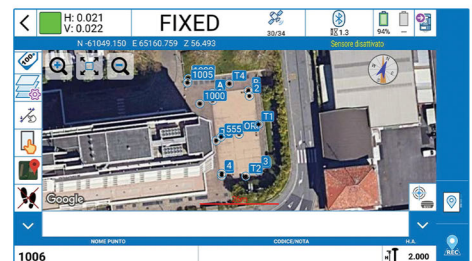 H: 0.021
V: 0.022
FIXED
30/34
1.3
94%
--
N -61049.150 E 65160.759 Z 56.493
Sensore disattivato
100%
1005
T4
A
2
1000
T1
555
OR
4
T2
3
Google
NOME PUNTO
CODICE/NOTA
H.A.
1006
2.000
REC